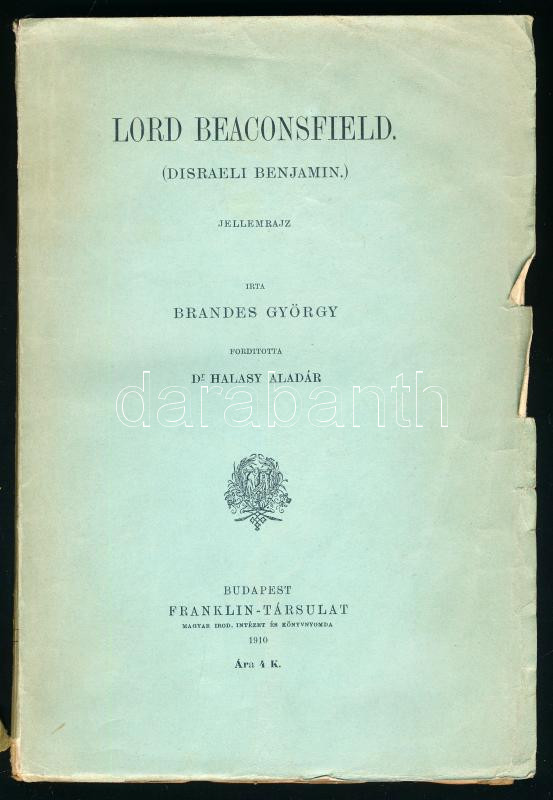 LORD BEACONSFIELD.
(DISRAELI BENJAMIN.)
JELLEMRAJZ
IRTA
BRANDES GYÖRGY
FORDITOTTA
Dr HALASY ALADÁR
darabanth
BUDAPEST
FRANKLIN-TÁRSULAT
MAGYAR IROD. INTÉZET ÉS KÖNYVNYOMDA
1910
Ára 4 K.